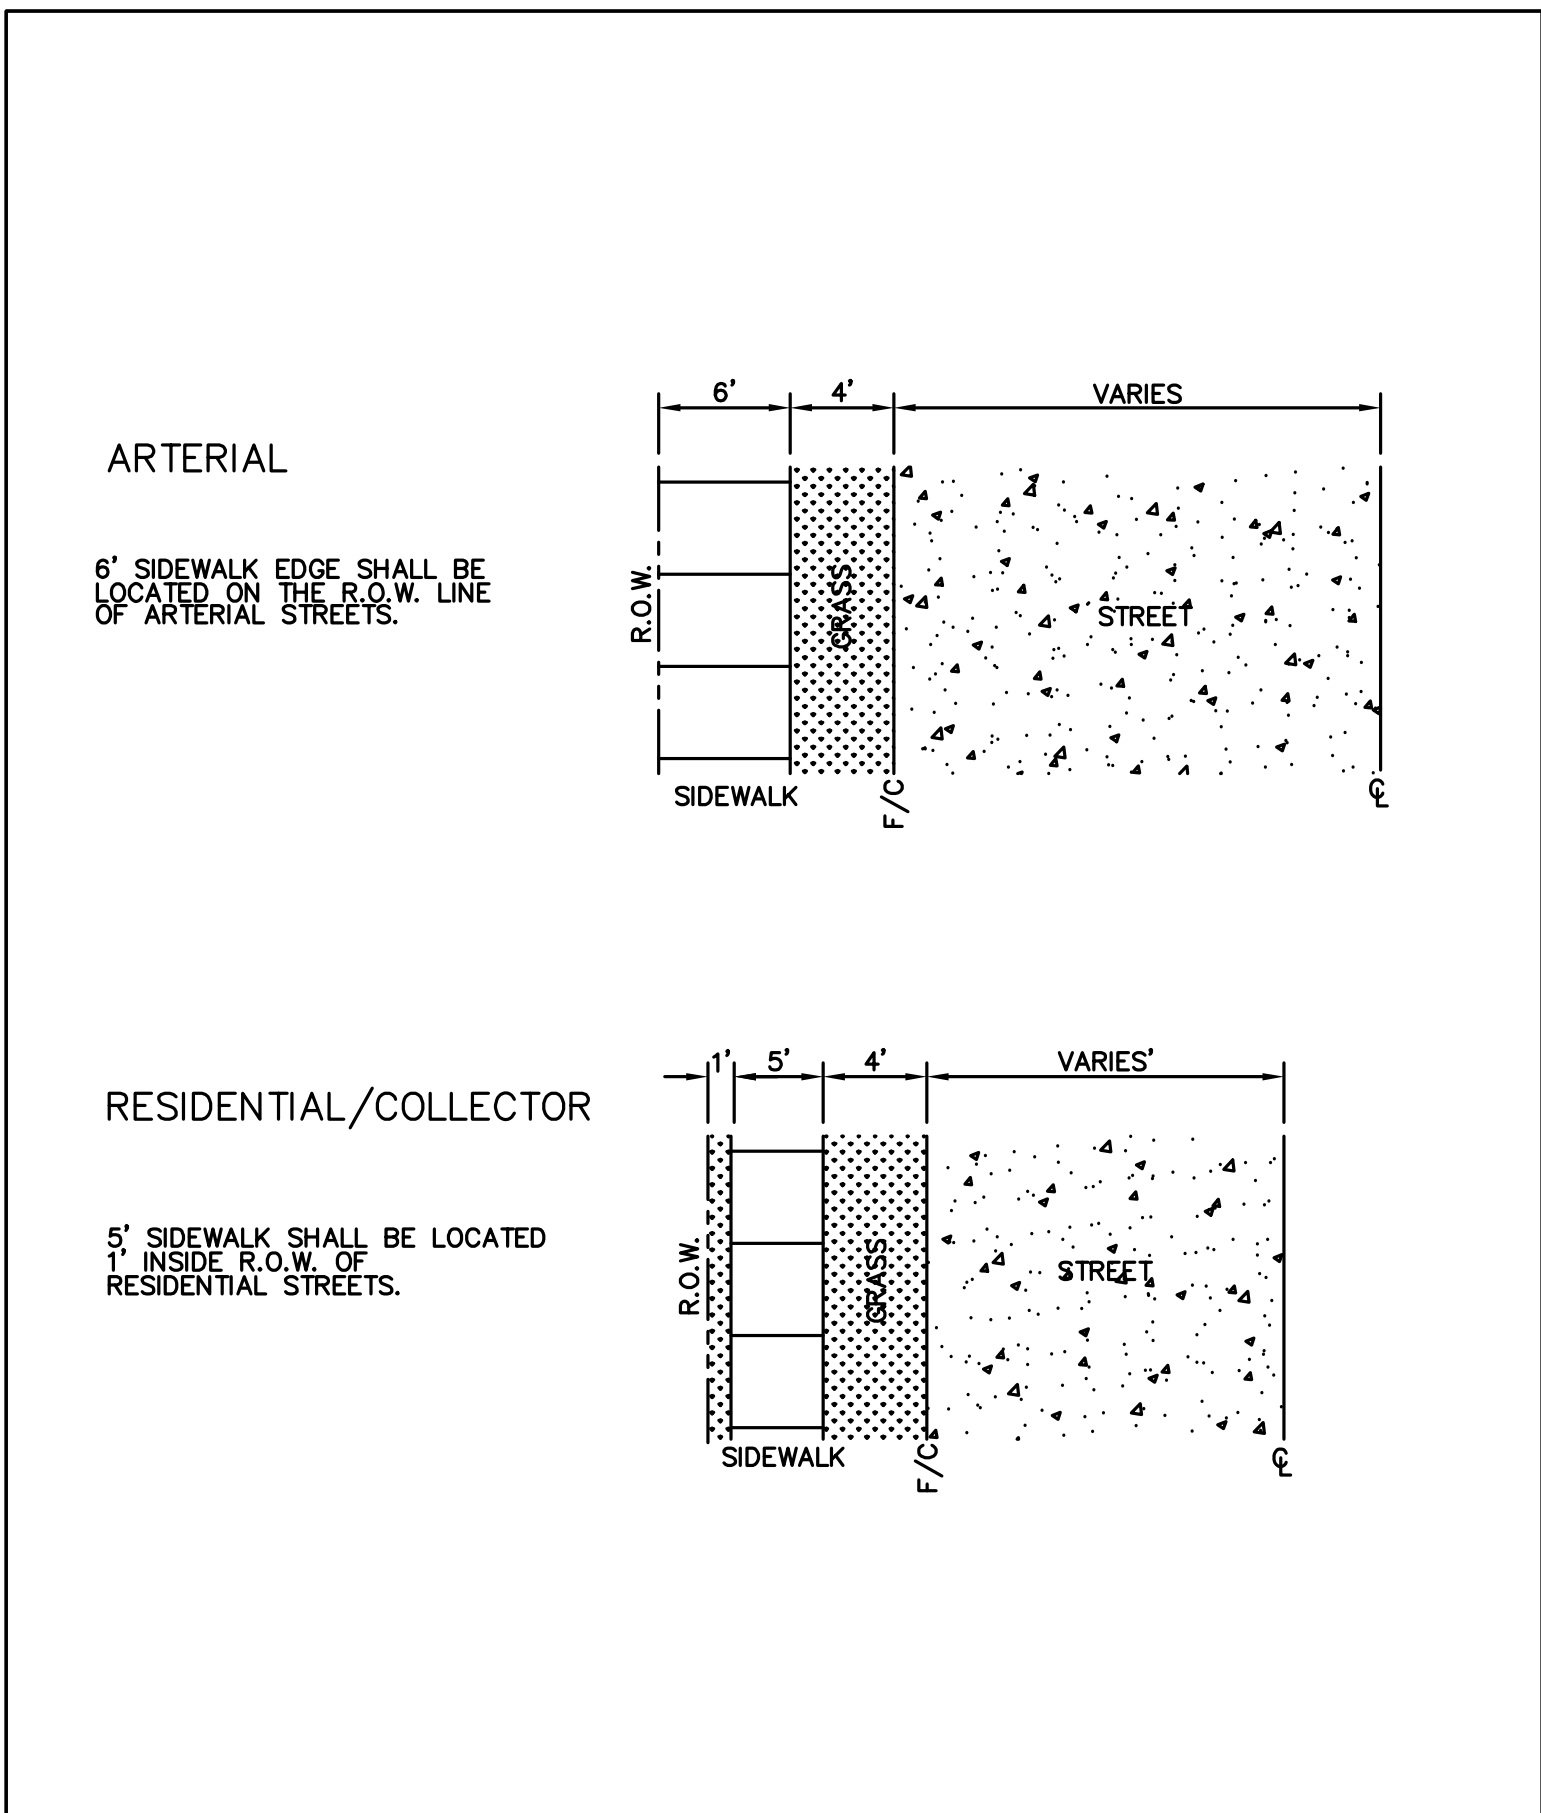 6' 4' VARIES
ARTERIAL
6' SIDEWALK EDGE SHALL BE
LOCATED ON THE R.O.W. LINE
OF ARTERIAL STREETS.
R.O.W.
GRASS
STREET
SIDEWALK
F/C
CL
1' 5' 4' VARIES'
RESIDENTIAL/COLLECTOR
5' SIDEWALK SHALL BE LOCATED
1' INSIDE R.O.W. OF
RESIDENTIAL STREETS.
R.O.W.
GRASS
STREET
SIDEWALK
F/C
CL